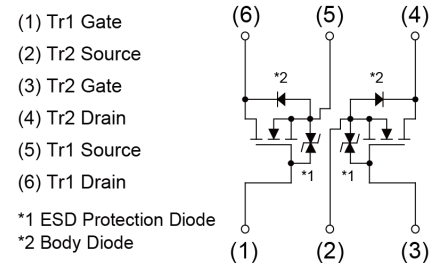 (1) Tr1 Gate
(2) Tr2 Source
(3) Tr2 Gate
(4) Tr2 Drain
(5) Tr1 Source
(6) Tr1 Drain
*1 ESD Protection Diode
*2 Body Diode
(6) (5) (4)
*2 *2
*1 *1
(1) (2) (3)